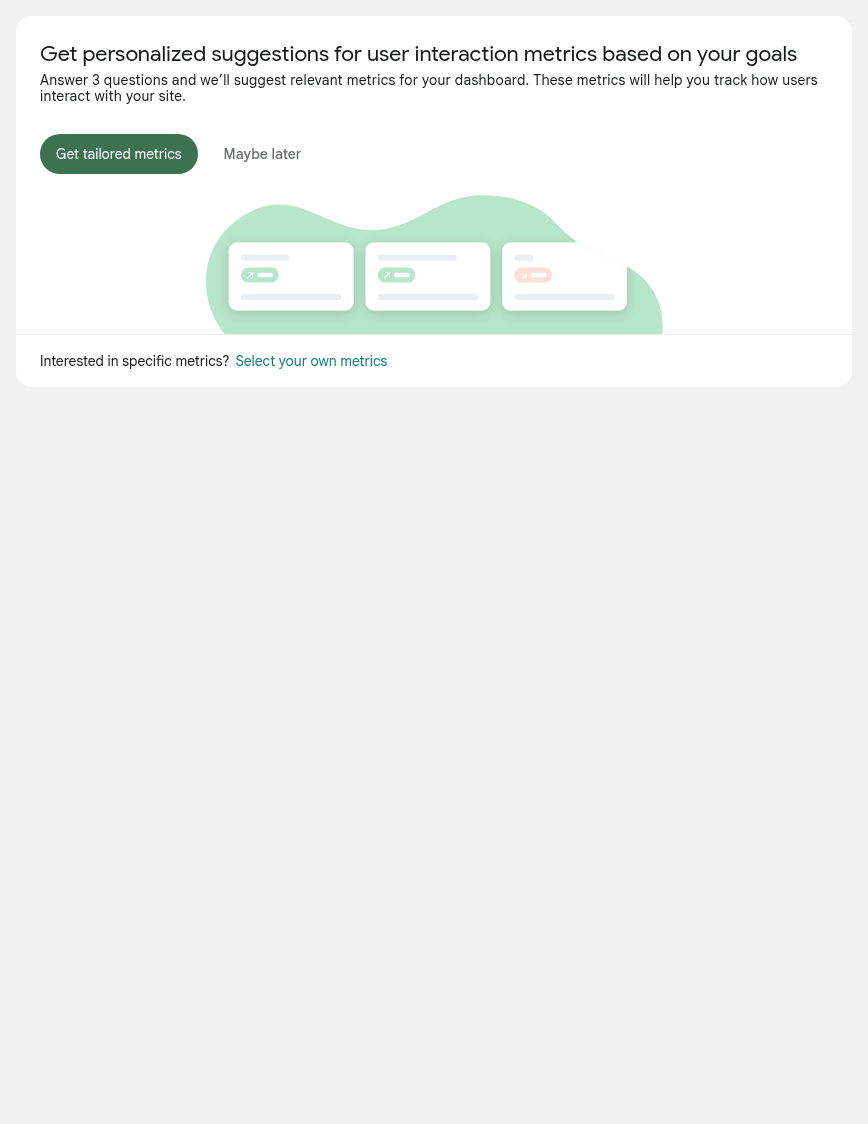 Get personalized suggestions for user interaction metrics based on your goals
Answer 3 questions and we’ll suggest relevant metrics for your dashboard. These metrics will help you track how users
interact with your site.
Get tailored metrics
Maybe later
Interested in specific metrics? Select your own metrics